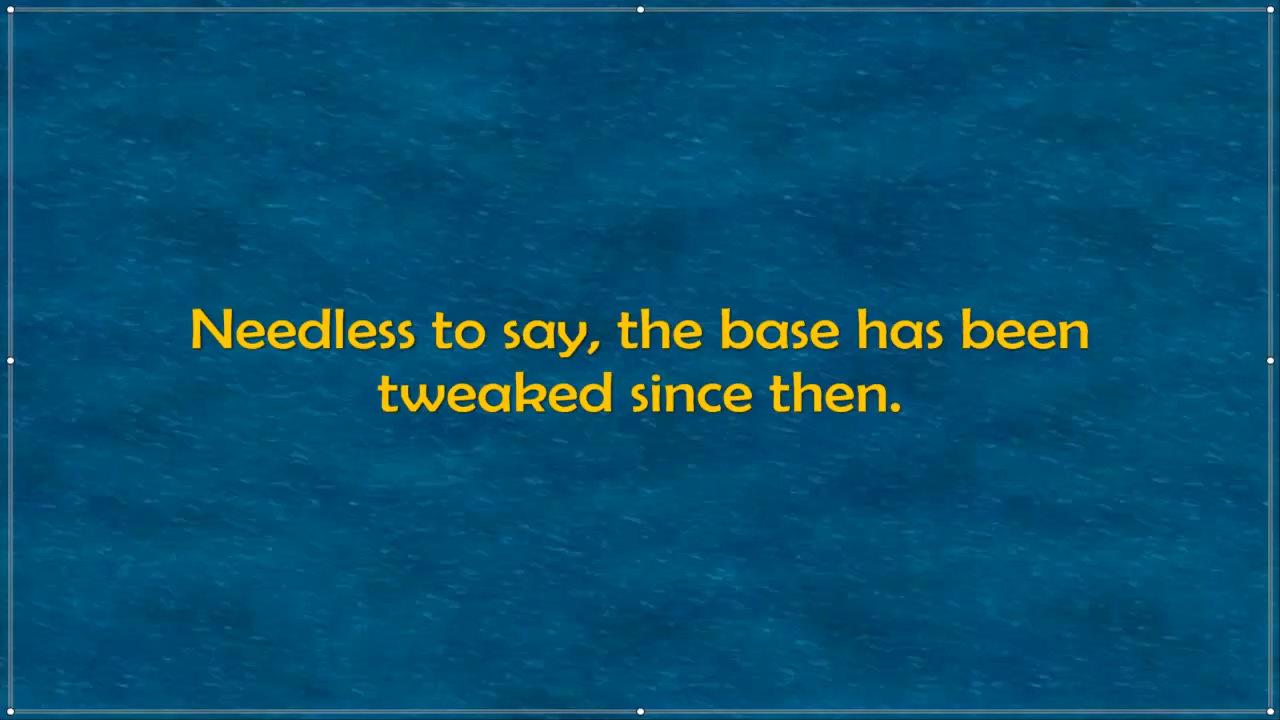 Needless to say, the base has been
tweaked since then.